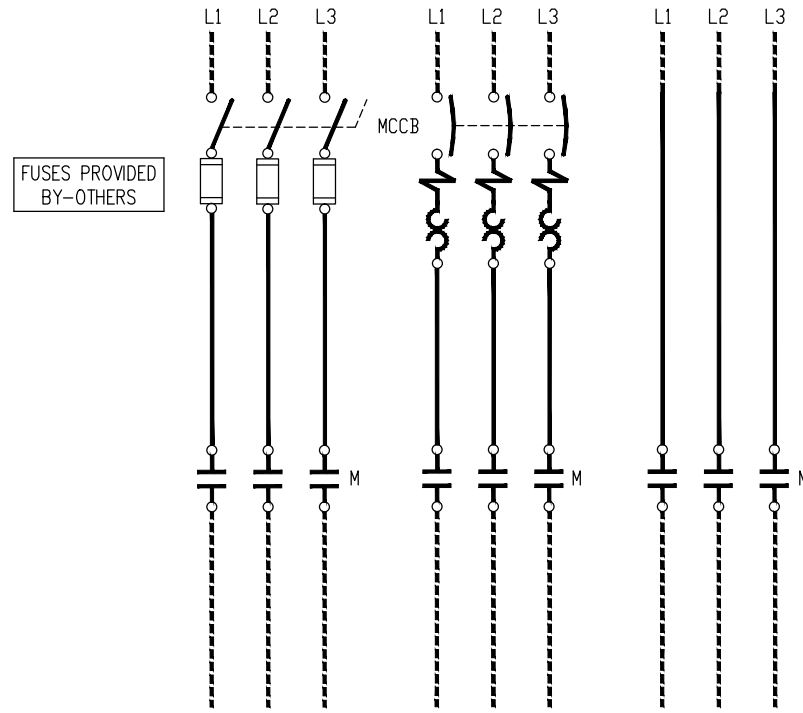 L1 L2 L3 L1 L2 L3 L1 L2 L3
MCCB
FUSES PROVIDED
BY-OTHERS
M M